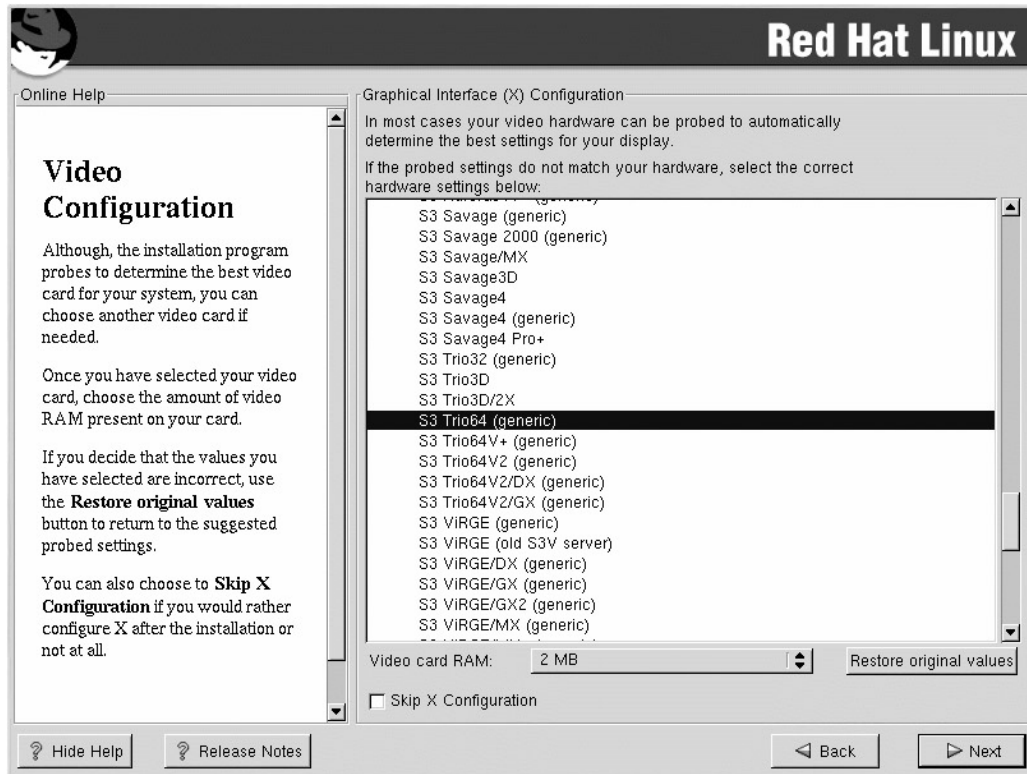 Red Hat Linux
Online Help
Video
Configuration
Although, the installation program
probes to determine the best video
card for your system, you can
choose another video card if
needed.
Once you have selected your video
card, choose the amount of video
RAM present on your card.
If you decide that the values you
have selected are incorrect, use
the Restore original values
button to return to the suggested
probed settings.
You can also choose to Skip X
Configuration if you would rather
configure X after the installation or
not at all.
Graphical Interface (X) Configuration
In most cases your video hardware can be probed to automatically
determine the best settings for your display.
If the probed settings do not match your hardware, select the correct
hardware settings below:
S3 Savage (generic)
S3 Savage 2000 (generic)
S3 Savage/MX
S3 Savage3D
S3 Savage4
S3 Savage4 (generic)
S3 Savage4 Pro+
S3 Trio32 (generic)
S3 Trio3D
S3 Trio3D/2X
S3 Trio64 (generic)
S3 Trio64V+ (generic)
S3 Trio64V2 (generic)
S3 Trio64V2/DX (generic)
S3 Trio64V2/GX (generic)
S3 ViRGE (generic)
S3 ViRGE (old S3V server)
S3 ViRGE/DX (generic)
S3 ViRGE/GX (generic)
S3 ViRGE/GX2 (generic)
S3 ViRGE/MX (generic)
Video card RAM: 2 MB Restore original values
Skip X Configuration
Hide Help Release Notes Back Next